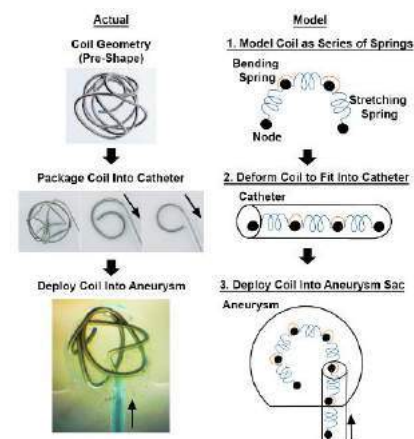 Actual
Coil Geometry
(Pre-Shape)
Package Coil Into Catheter
Deploy Coil Into Aneurysm
Model
1. Model Coil as Series of Springs
Bending
Spring
Stretching
Spring
Node
2. Deform Coil to Fit Into Catheter
Catheter
3. Deploy Coil Into Aneurysm Sac
Aneurysm